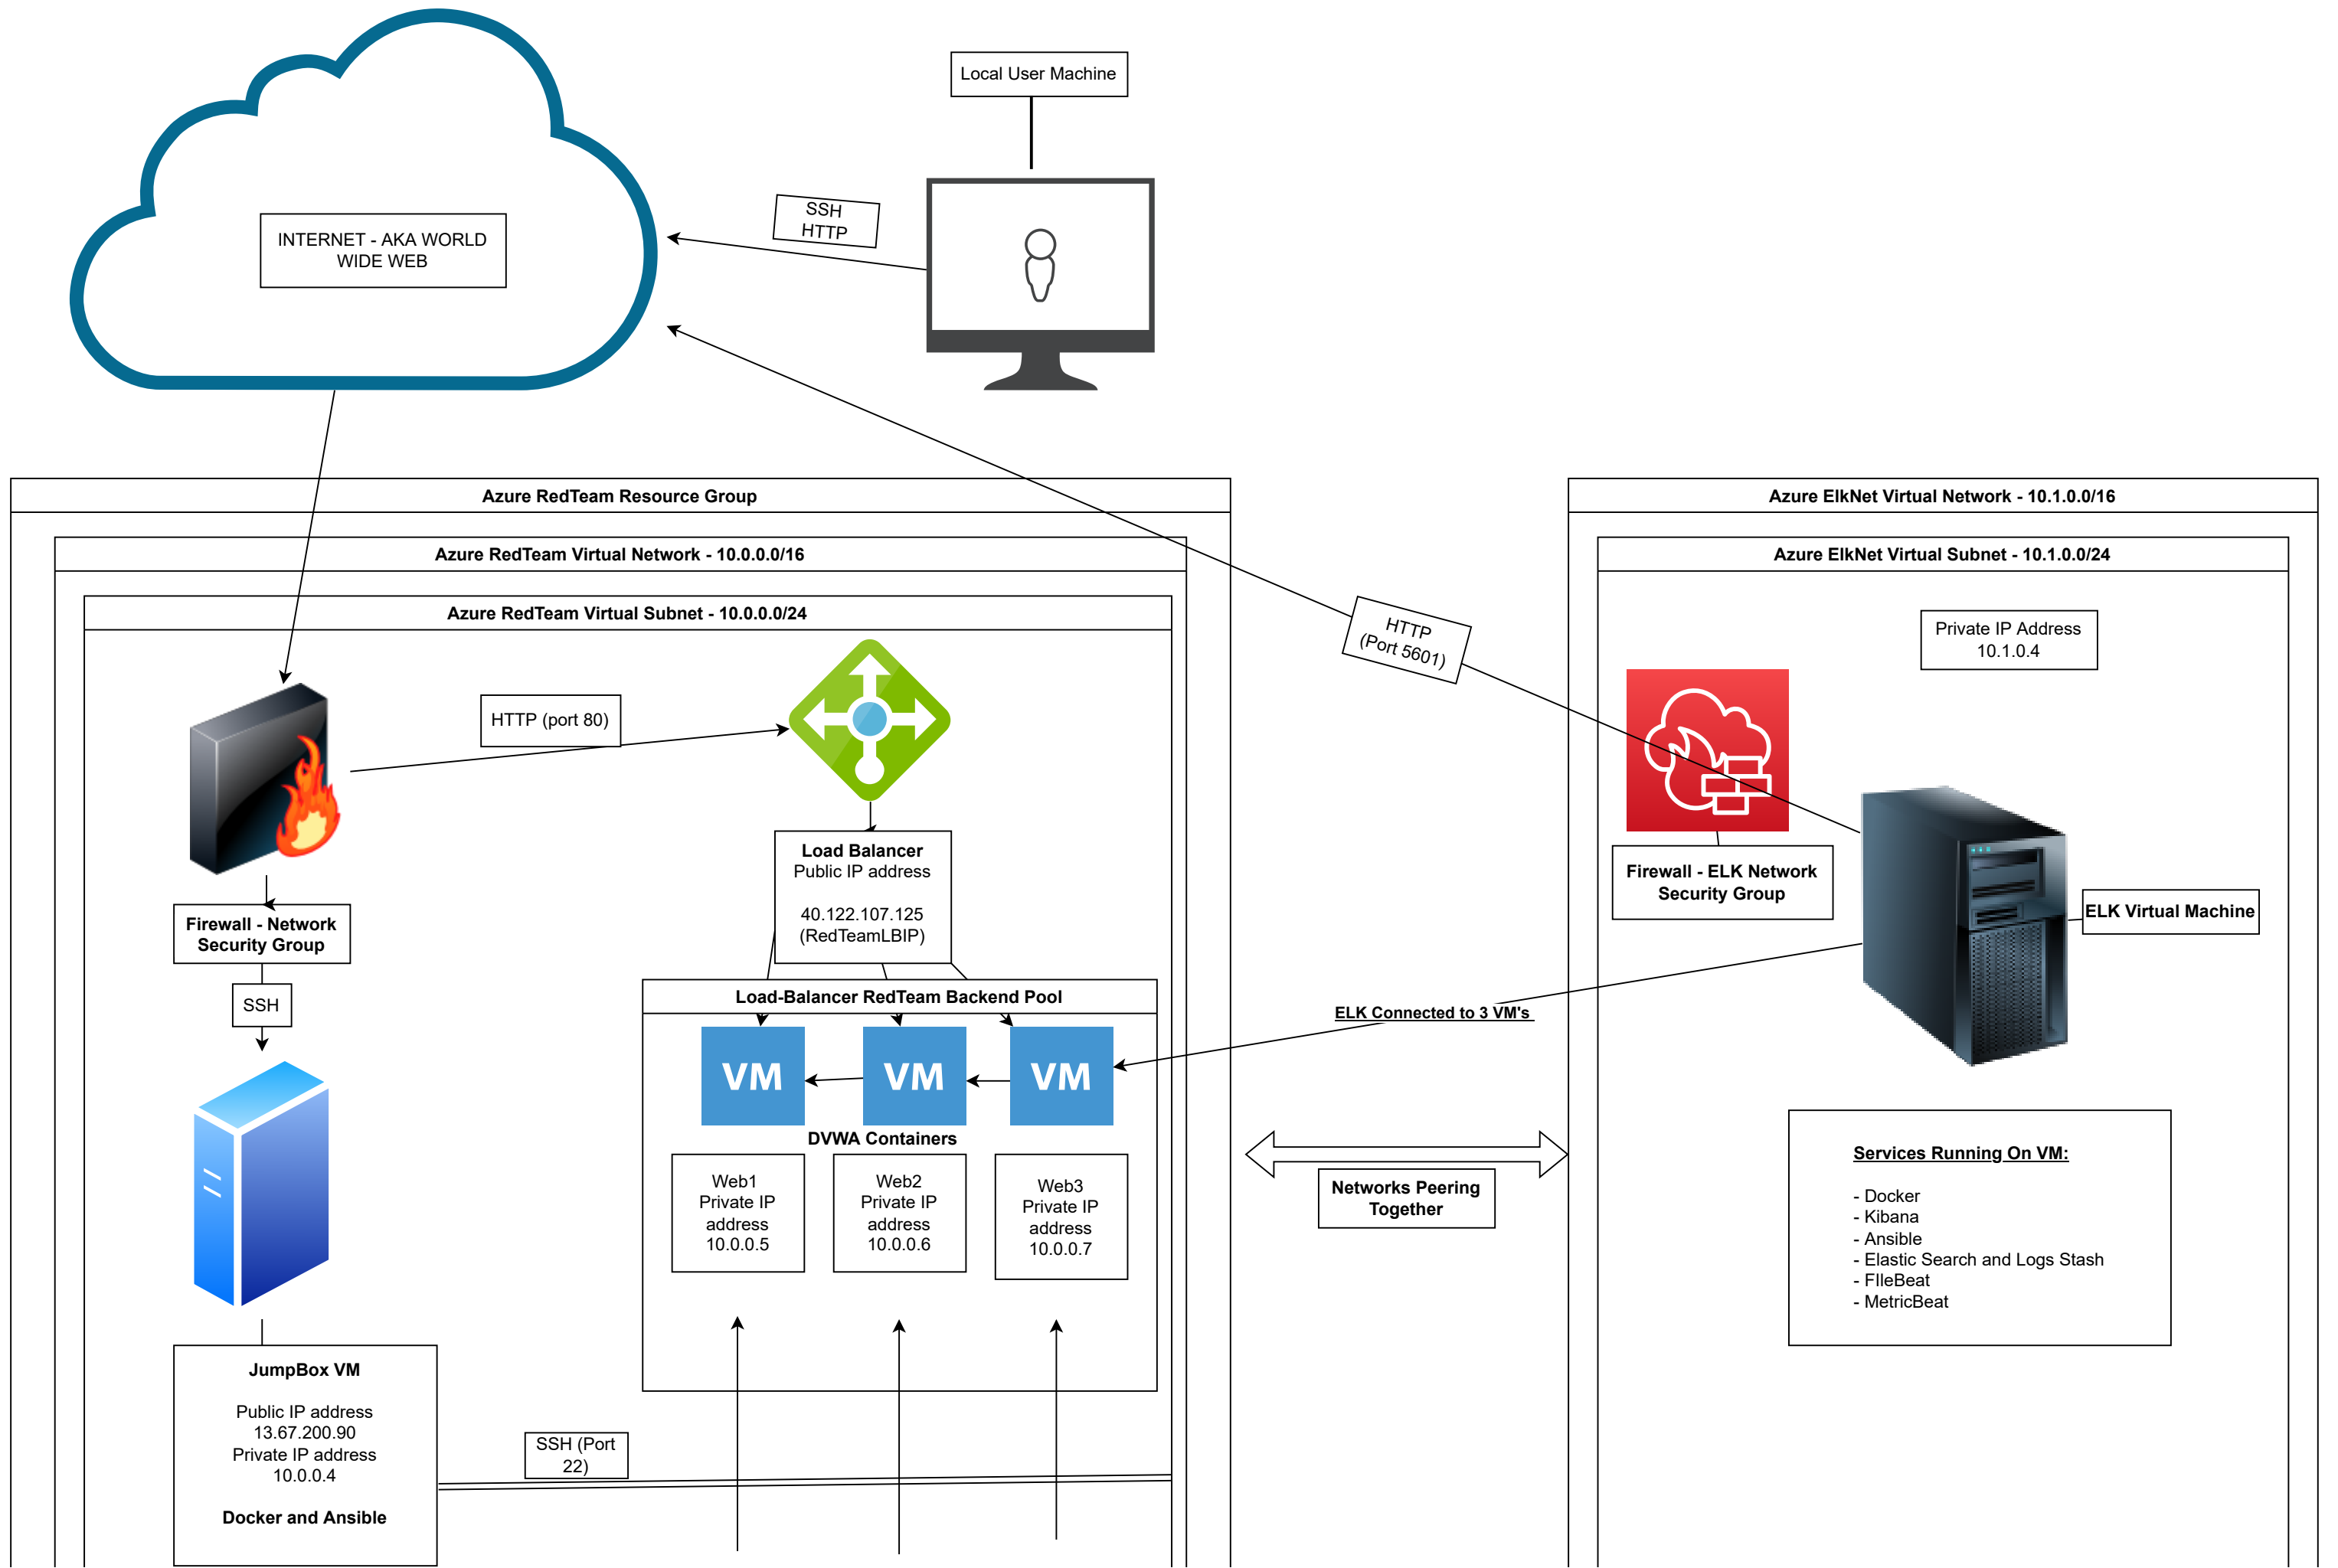 Local User Machine
SSH
HTTP
INTERNET - AKA WORLD
WIDE WEB
Azure RedTeam Resource Group
Azure RedTeam Virtual Network - 10.0.0.0/16
Azure RedTeam Virtual Subnet - 10.0.0.0/24
HTTP (port 80)
Load Balancer
Public IP address
40.122.107.125
(RedTeamLBIP)
Firewall - Network
Security Group
SSH
Load-Balancer RedTeam Backend Pool
VM
VM
VM
DVWA Containers
Web1
Private IP
address
10.0.0.5
Web2
Private IP
address
10.0.0.6
Web3
Private IP
address
10.0.0.7
JumpBox VM
Public IP address
13.67.200.90
Private IP address
10.0.0.4
Docker and Ansible
SSH (Port
22)
HTTP
(Port 5601)
ELK Connected to 3 VM's
Networks Peering
Together
Azure ElkNet Virtual Network - 10.1.0.0/16
Azure ElkNet Virtual Subnet - 10.1.0.0/24
Private IP Address
10.1.0.4
Firewall - ELK Network
Security Group
ELK Virtual Machine
Services Running On VM:
- Docker
- Kibana
- Ansible
- Elastic Search and Logs Stash
- FIleBeat
- MetricBeat